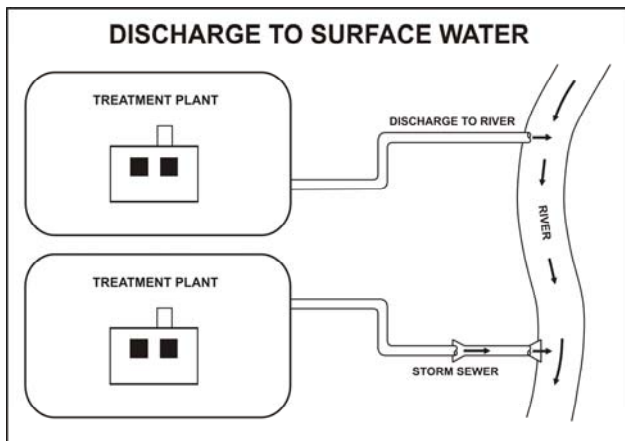 DISCHARGE TO SURFACE WATER
TREATMENT PLANT
DISCHARGE TO RIVER
RIVER
TREATMENT PLANT
STORM SEWER